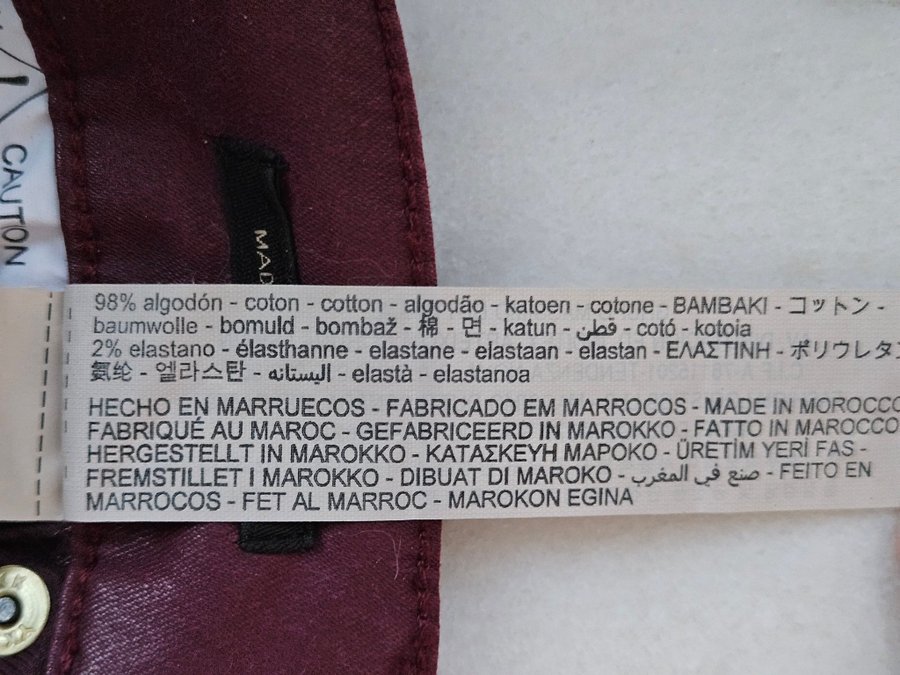 CAUTION
MAD
98% algodón - coton - cotton - algodão - katoen - cotone - BAMBAKI - コットン -
baumwolle - bomuld - bombaž - 棉 - 면 - katun - قطن - cotó - kotoia
2% elastano - élasthanne - elastane - elastaan - elastan - ΕΛΑΣΤΙΝΗ - ポリウレタン
氨纶 - 엘라스탄 - اليستانه - elastà - elastanoa
HECHO EN MARRUECOS - FABRICADO EM MARROCOS - MADE IN MOROCCO
FABRIQUÉ AU MAROC - GEFABRICEERD IN MAROKKO - FATTO IN MAROCCO
HERGESTELLT IN MAROKKO - ΚΑΤΑΣΚΕΥΗ ΜΑΡΟΚΟ - ÜRETİM YERİ FAS -
FREMSTILLET I MAROKKO - DIBUAT DI MAROKO - صنع في المغرب - FEITO EN
MARROCOS - FET AL MARROC - MAROKON EGINA